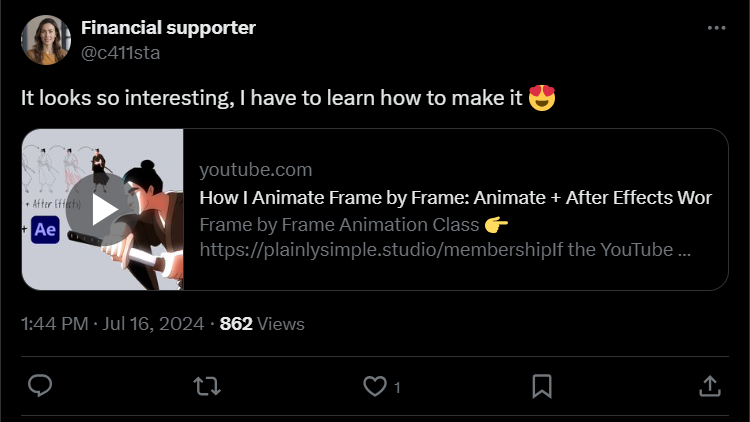 Financial supporter
@c411sta
It looks so interesting, I have to learn how to make it 😍
+ After Effects)
+ Ae
youtube.com
How I Animate Frame by Frame: Animate + After Effects Wor
Frame by Frame Animation Class 👉
https://plainlysimple.studio/membershipIf the YouTube ...
1:44 PM · Jul 16, 2024 · 862 Views
1